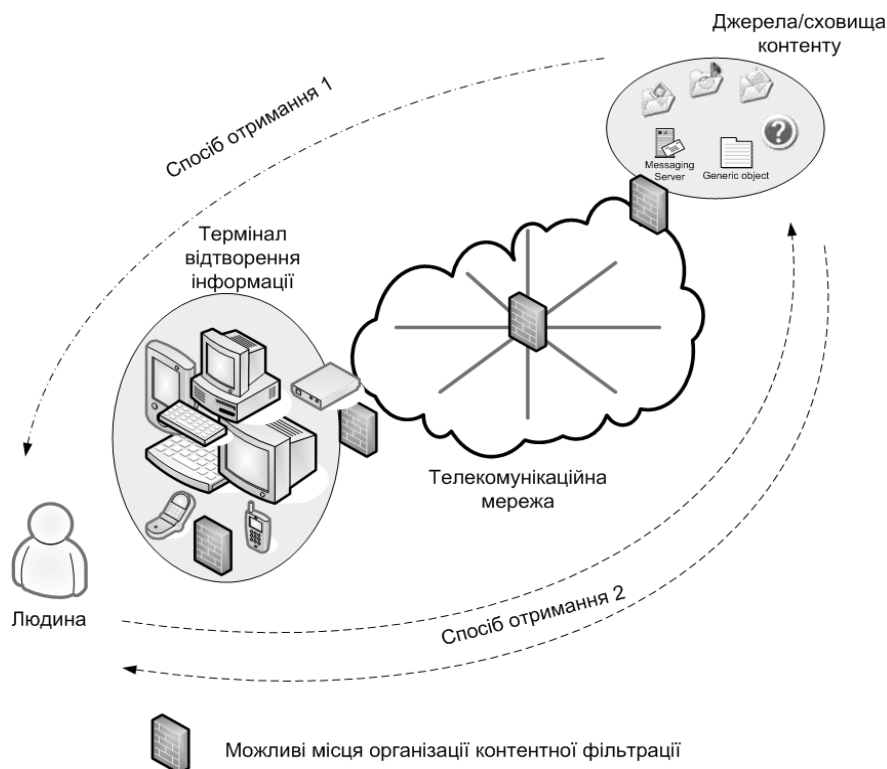 Джерела/сховища
контенту
Messaging
Server
Generic object
Спосіб отримання 1
Термінал
відтворення
інформації
Телекомунікаційна
мережа
Людина
Спосіб отримання 2
Можливі місця організації контентної фільтрації